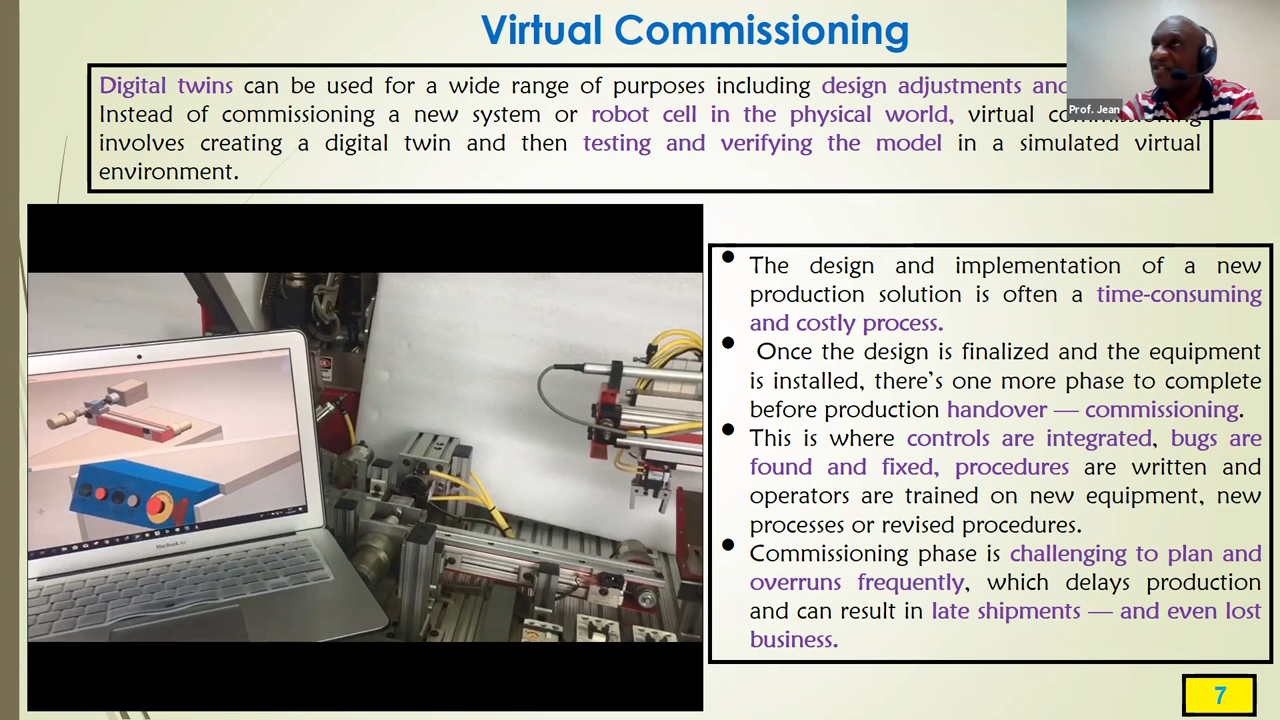 Virtual Commissioning
Digital twins can be used for a wide range of purposes including design adjustments and
Instead of commissioning a new system or robot cell in the physical world, virtual commissioning
involves creating a digital twin and then testing and verifying the model in a simulated virtual
environment.
Prof. Jean
• The design and implementation of a new
production solution is often a time-consuming
and costly process.
• Once the design is finalized and the equipment
is installed, there's one more phase to complete
before production handover — commissioning.
• This is where controls are integrated, bugs are
found and fixed, procedures are written and
operators are trained on new equipment, new
processes or revised procedures.
• Commissioning phase is challenging to plan and
overruns frequently, which delays production
and can result in late shipments — and even lost
business.
MacBook Air
7